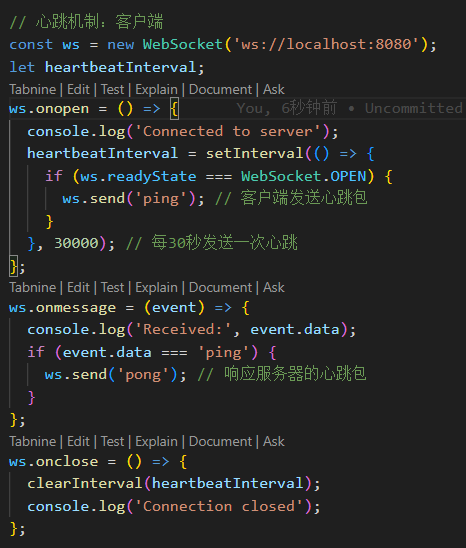 // 心跳机制：客户端
const ws = new WebSocket('ws://localhost:8080');
let heartbeatInterval;
Tabnine | Edit | Test | Explain | Document | Ask
ws.onopen = () => { You, 6秒钟前 • Uncommitted
  console.log('Connected to server');
  heartbeatInterval = setInterval(() => {
    if (ws.readyState === WebSocket.OPEN) {
      ws.send('ping'); // 客户端发送心跳包
    }
  }, 30000); // 每30秒发送一次心跳
};
Tabnine | Edit | Test | Explain | Document | Ask
ws.onmessage = (event) => {
  console.log('Received:', event.data);
  if (event.data === 'ping') {
    ws.send('pong'); // 响应服务器的心跳包
  }
};
Tabnine | Edit | Test | Explain | Document | Ask
ws.onclose = () => {
  clearInterval(heartbeatInterval);
  console.log('Connection closed');
};